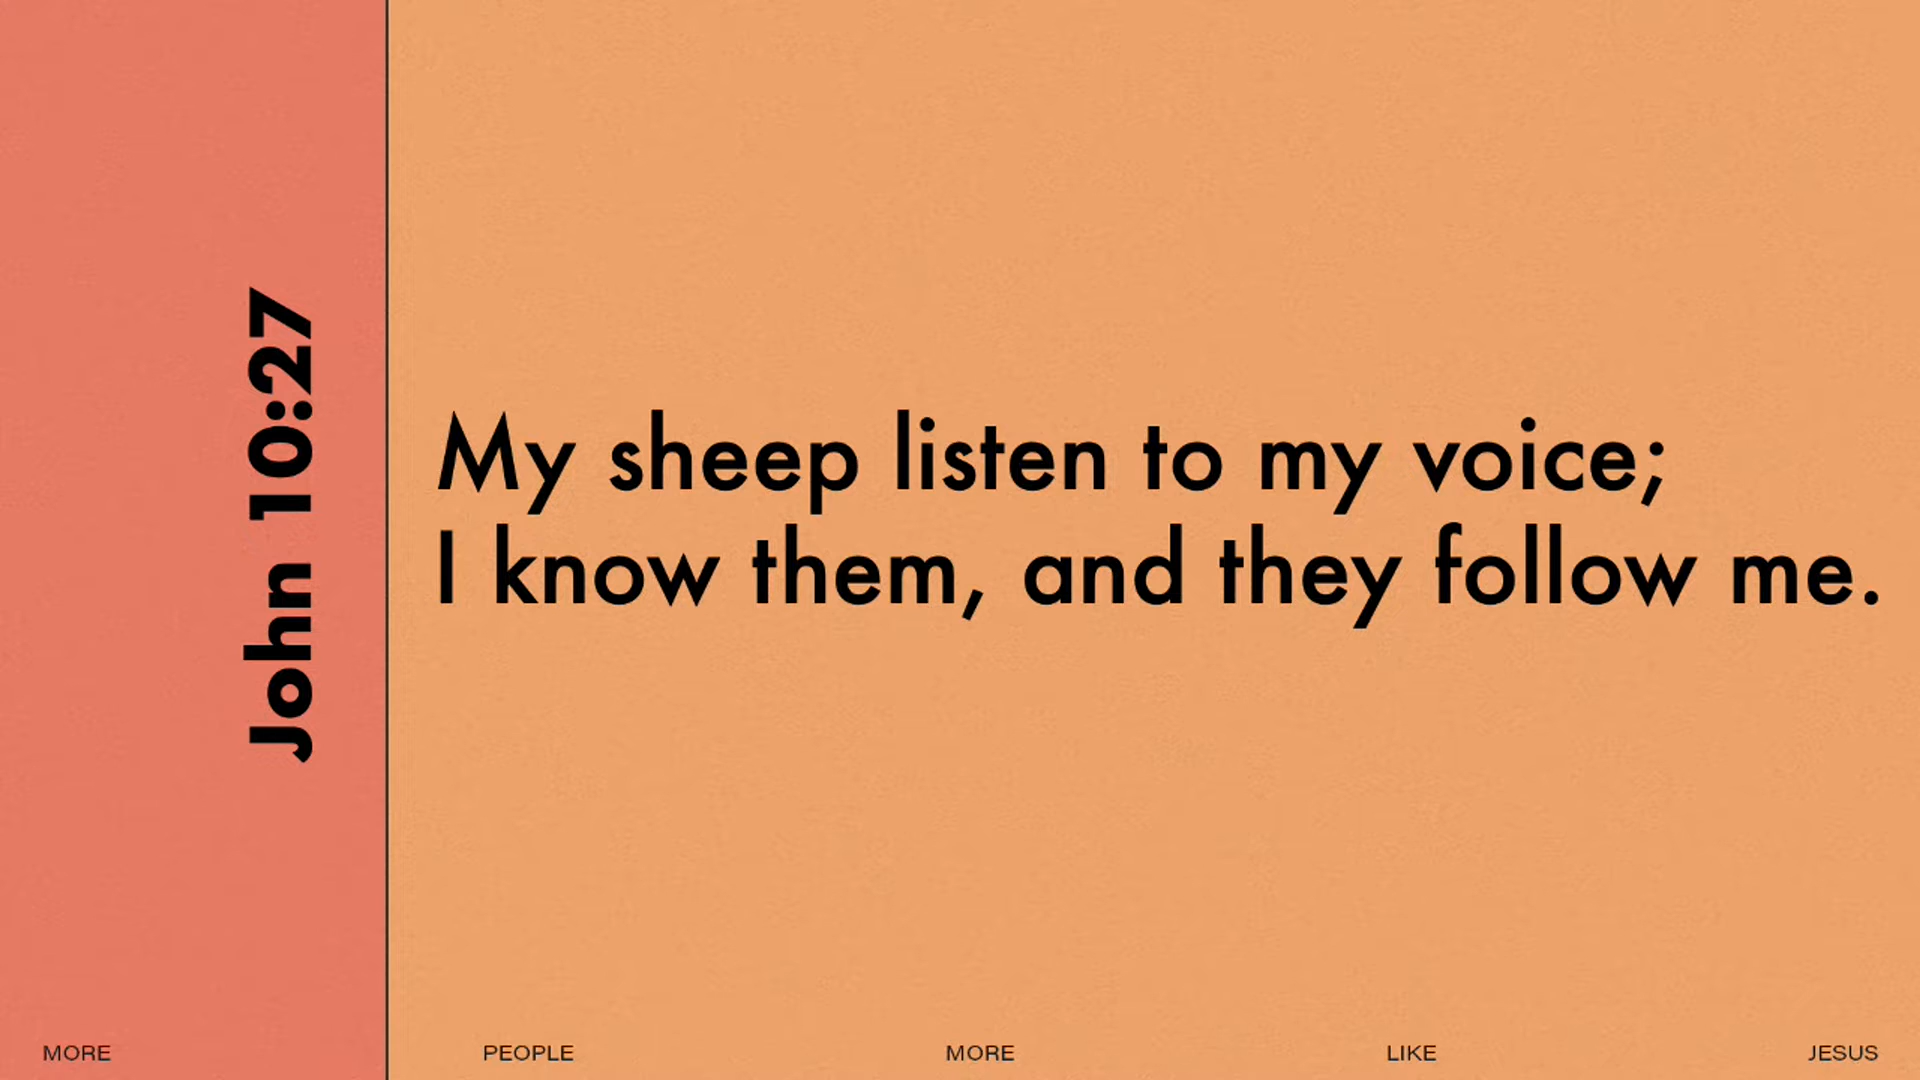 John 10:27
My sheep listen to my voice;
I know them, and they follow me.
MORE PEOPLE MORE LIKE JESUS